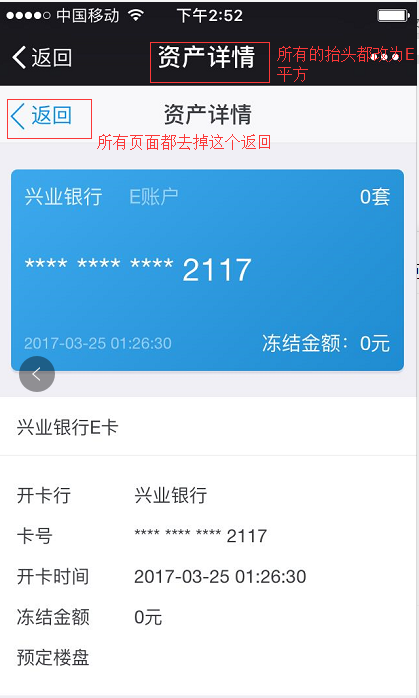 中国移动 下午2:52
返回 资产详情 所有的抬头都改为E
平方
返回 资产详情
所有页面都去掉这个返回
兴业银行 E账户 0套
**** **** **** 2117
2017-03-25 01:26:30 冻结金额：0元
兴业银行E卡
开卡行 兴业银行
卡号 **** **** **** 2117
开卡时间 2017-03-25 01:26:30
冻结金额 0元
预定楼盘